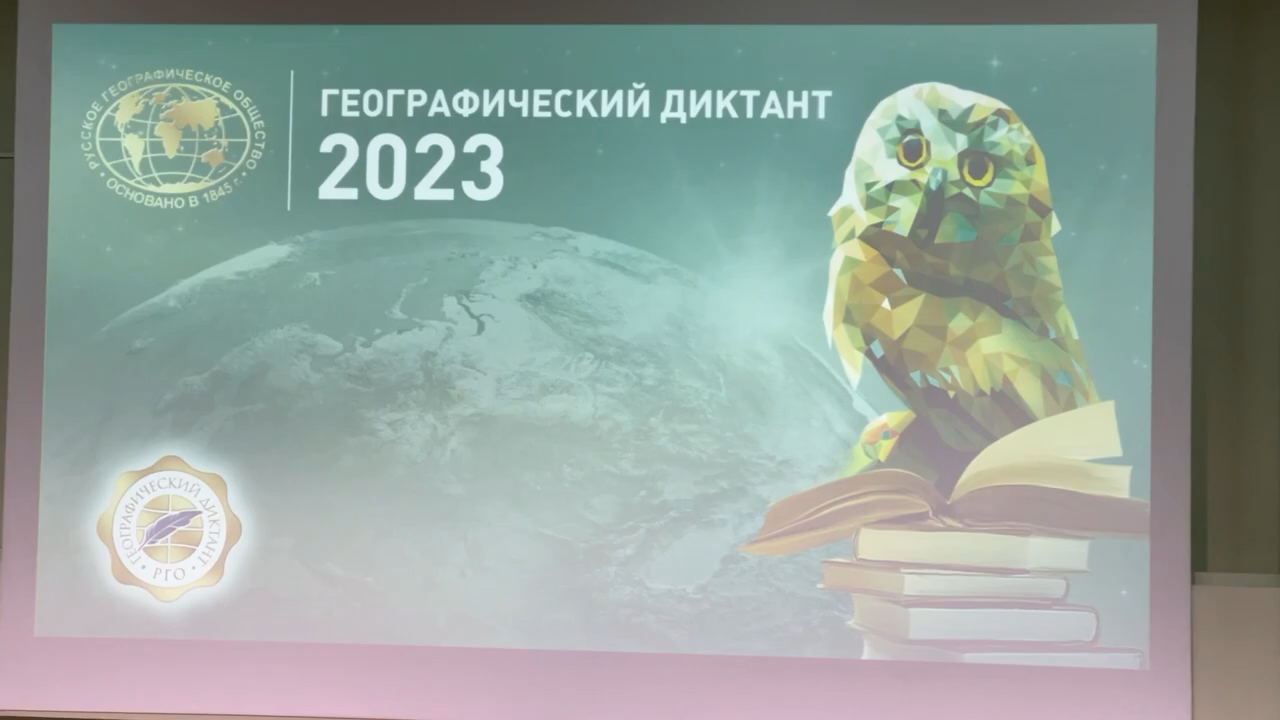 РУССКОЕ ГЕОГРАФИЧЕСКОЕ ОБЩЕСТВО
• ОСНОВАНО В 1845 г. •
ГЕОГРАФИЧЕСКИЙ ДИКТАНТ
2023
ГЕОГРАФИЧЕСКИЙ ДИКТАНТ
• РГО •